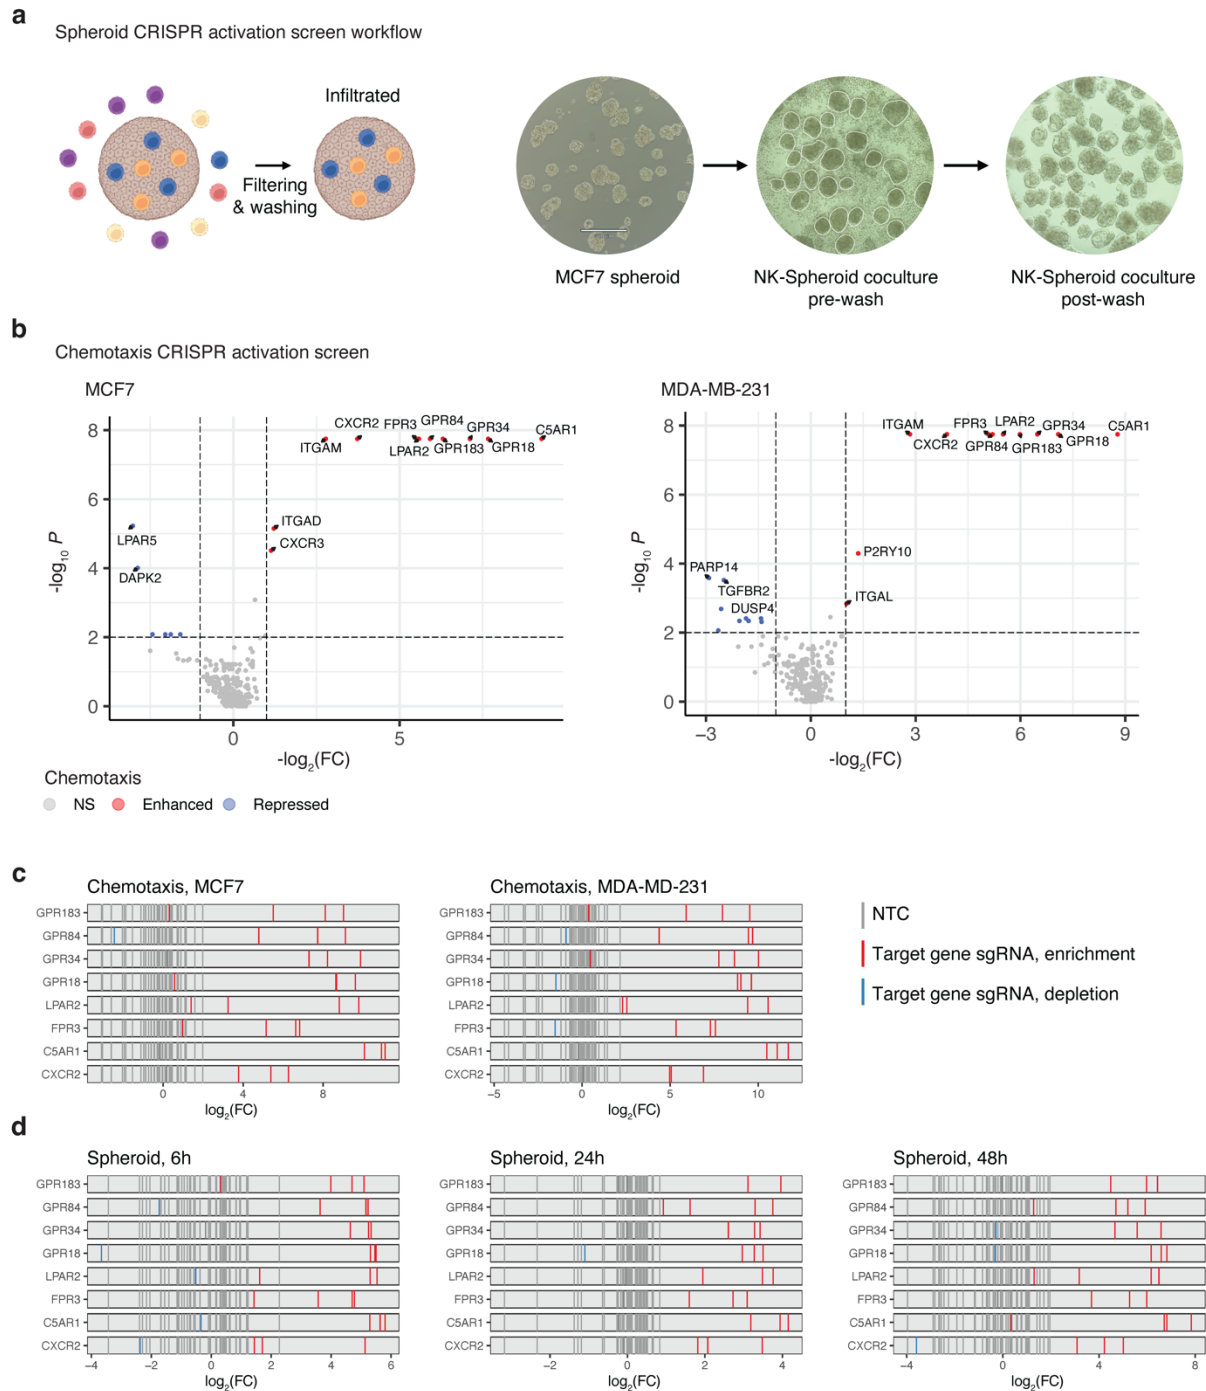 a
Spheroid CRISPR activation screen workflow
Infiltrated
Filtering
& washing
MCF7 spheroid
NK-Spheroid coculture
pre-wash
NK-Spheroid coculture
post-wash
b
Chemotaxis CRISPR activation screen
MCF7
-log10 P
8
6
4
2
0
CXCR2
FPR3
GPR84
GPR34
C5AR1
ITGAM
LPAR2
GPR183
GPR18
ITGAD
CXCR3
LPAR5
DAPK2
0
5
-log2(FC)
MDA-MB-231
-log10 P
8
6
4
2
0
ITGAM
FPR3
LPAR2
GPR34
C5AR1
CXCR2
GPR84
GPR183
GPR18
P2RY10
PARP14
TGFBR2
DUSP4
ITGAL
−3
0
3
6
9
-log2(FC)
Chemotaxis
NS
Enhanced
Repressed
c
Chemotaxis, MCF7
GPR183
GPR84
GPR34
GPR18
LPAR2
FPR3
C5AR1
CXCR2
0
4
8
log2(FC)
Chemotaxis, MDA-MD-231
GPR183
GPR84
GPR34
GPR18
LPAR2
FPR3
C5AR1
CXCR2
−5
0
5
10
log2(FC)
NTC
Target gene sgRNA, enrichment
Target gene sgRNA, depletion
d
Spheroid, 6h
GPR183
GPR84
GPR34
GPR18
LPAR2
FPR3
C5AR1
CXCR2
−4
−2
0
2
4
6
log2(FC)
Spheroid, 24h
GPR183
GPR84
GPR34
GPR18
LPAR2
FPR3
C5AR1
CXCR2
−2
0
2
4
log2(FC)
Spheroid, 48h
GPR183
GPR84
GPR34
GPR18
LPAR2
FPR3
C5AR1
CXCR2
−4
0
4
8
log2(FC)